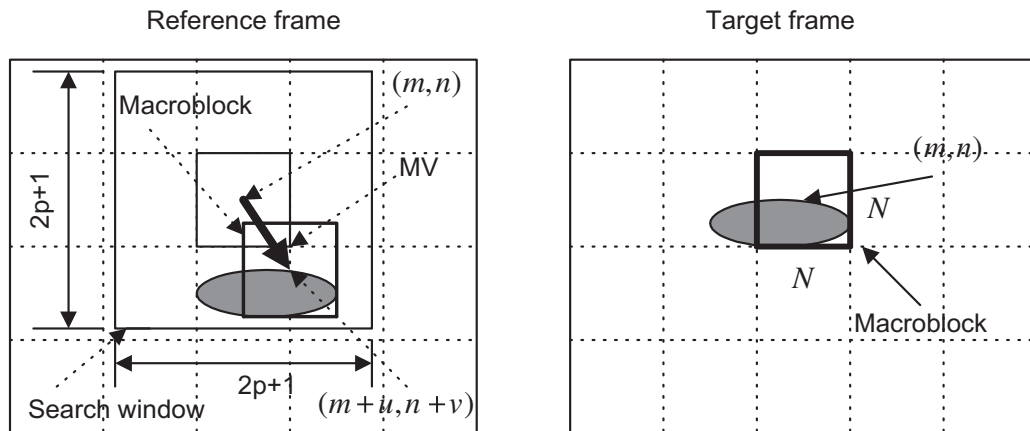 Reference frame
Target frame
(m,n)
Macroblock
MV
2p+1
2p+1
Search window
(m+u,n+v)
(m,n)
N
N
Macroblock